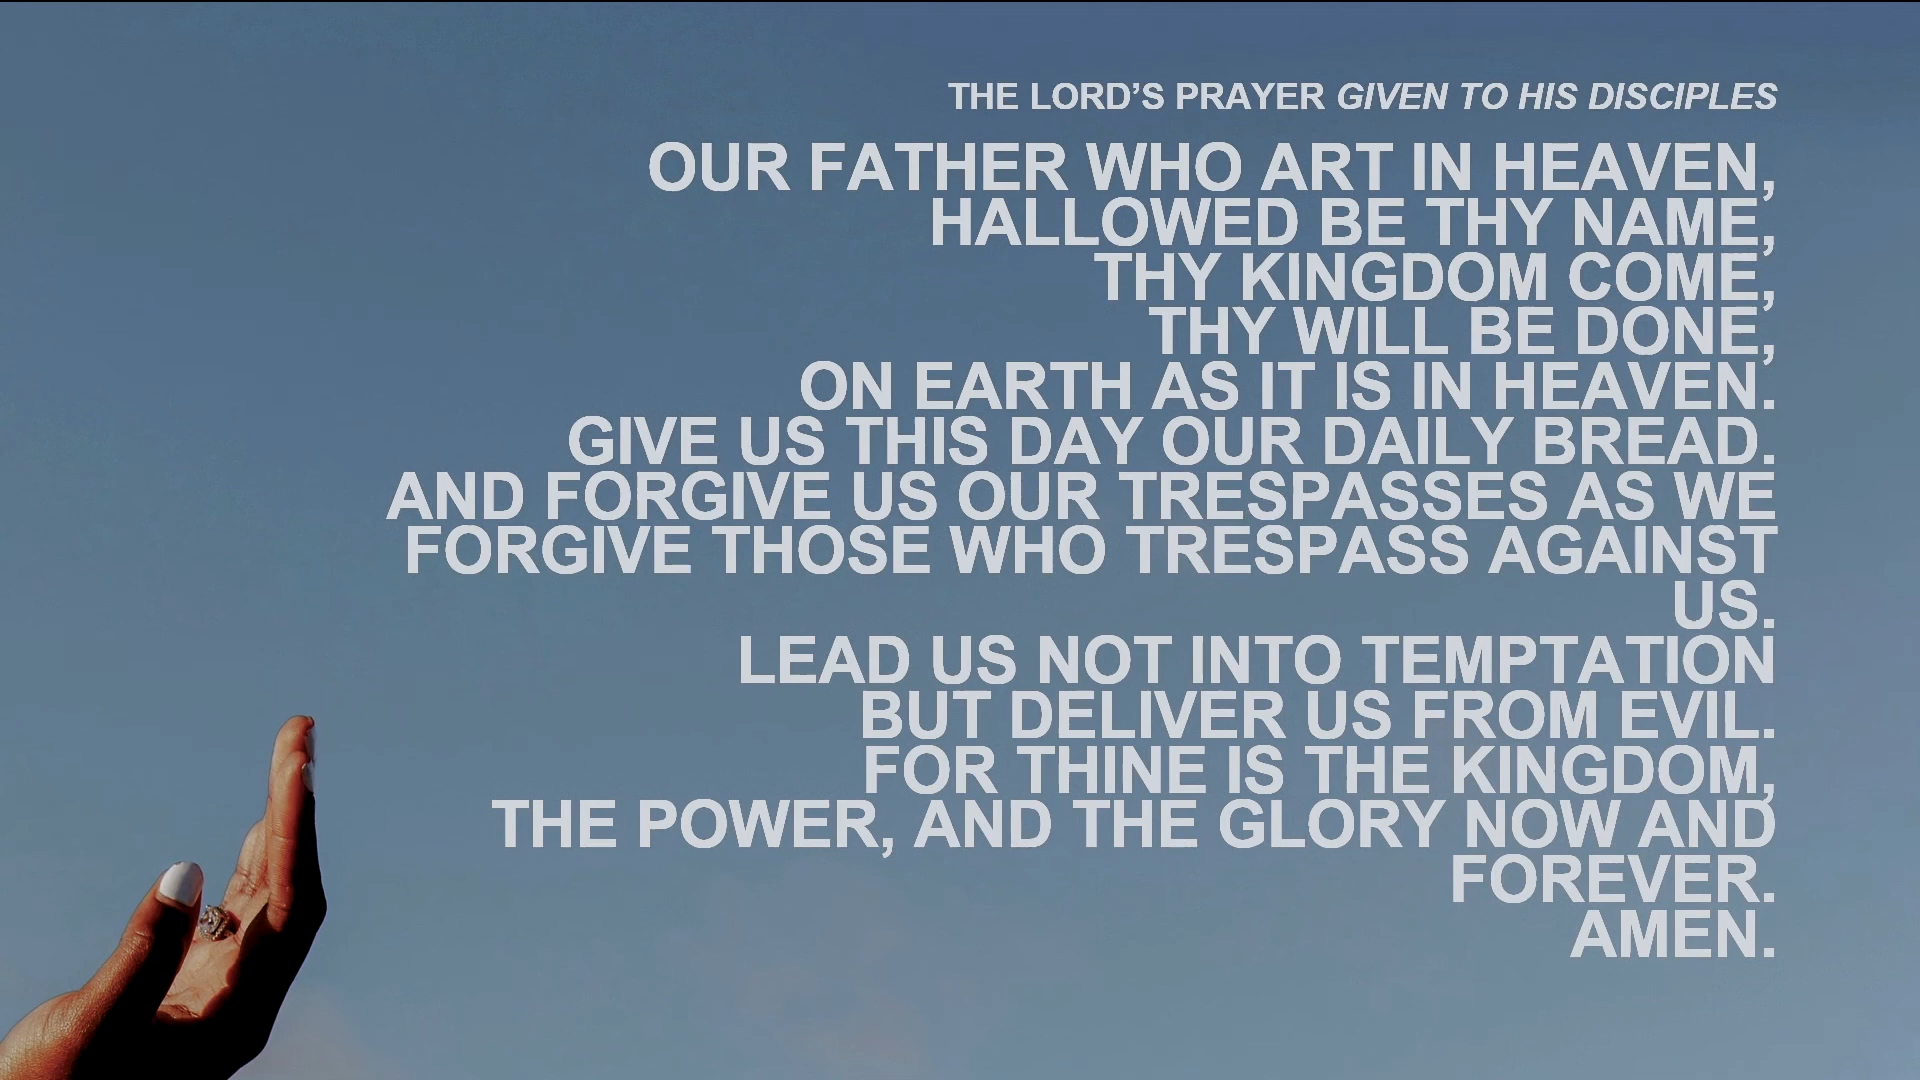 THE LORD’S PRAYER GIVEN TO HIS DISCIPLES
OUR FATHER WHO ART IN HEAVEN,
HALLOWED BE THY NAME,
THY KINGDOM COME,
THY WILL BE DONE,
ON EARTH AS IT IS IN HEAVEN.
GIVE US THIS DAY OUR DAILY BREAD.
AND FORGIVE US OUR TRESPASSES AS WE
FORGIVE THOSE WHO TRESPASS AGAINST
US.
LEAD US NOT INTO TEMPTATION
BUT DELIVER US FROM EVIL.
FOR THINE IS THE KINGDOM,
THE POWER, AND THE GLORY NOW AND
FOREVER.
AMEN.